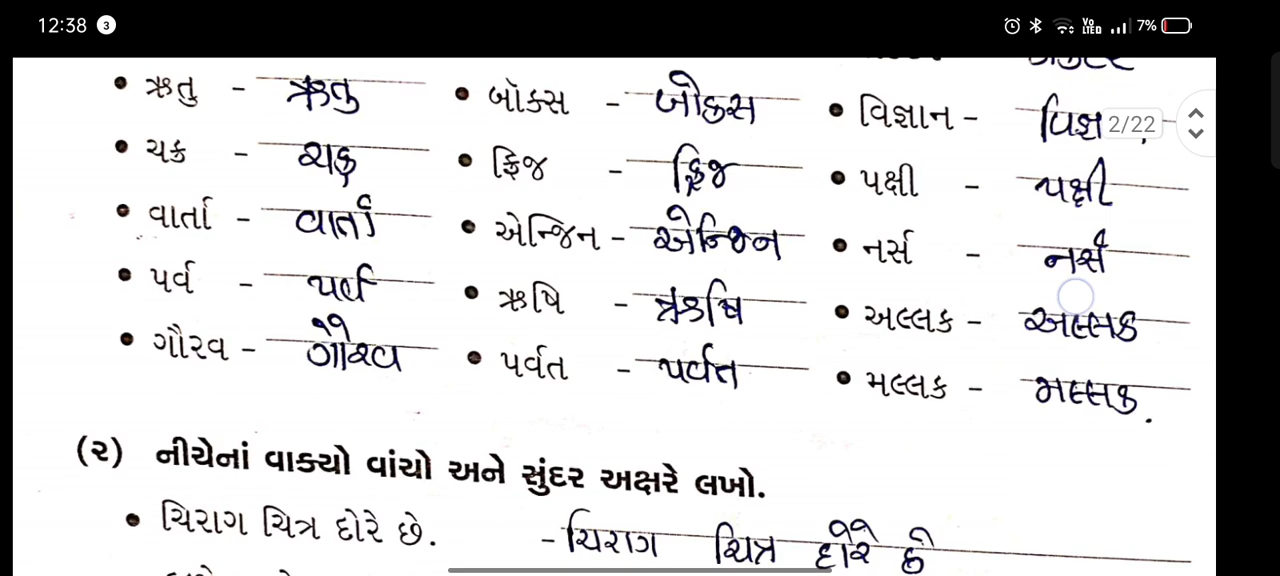 12:38 3 Vo LTED 7%
• ઋતુ - ઋતુ • બૉક્સ - બૉક્સ • વિજ્ઞાન - વિજ્ઞ 2/22
• ચક્ર - ચક્ર • ફ્રિજ - ફ્રિજ • પક્ષી - પક્ષી
• વાર્તા - વાર્તા • એન્જિન - એન્જિન • નર્સ - નર્સ
• પર્વ - પર્વ • ઋષિ - ઋષિ • અલ્લક - અલ્લક
• ગૌરવ - ગૌરવ • પર્વત - પર્વત • મલ્લક - મલ્લક.
(૨) નીચેનાં વાક્યો વાંચો અને સુંદર અક્ષરે લખો.
• ચિરાગ ચિત્ર દોરે છે. - ચિરાગ ચિત્ર દોરે છે